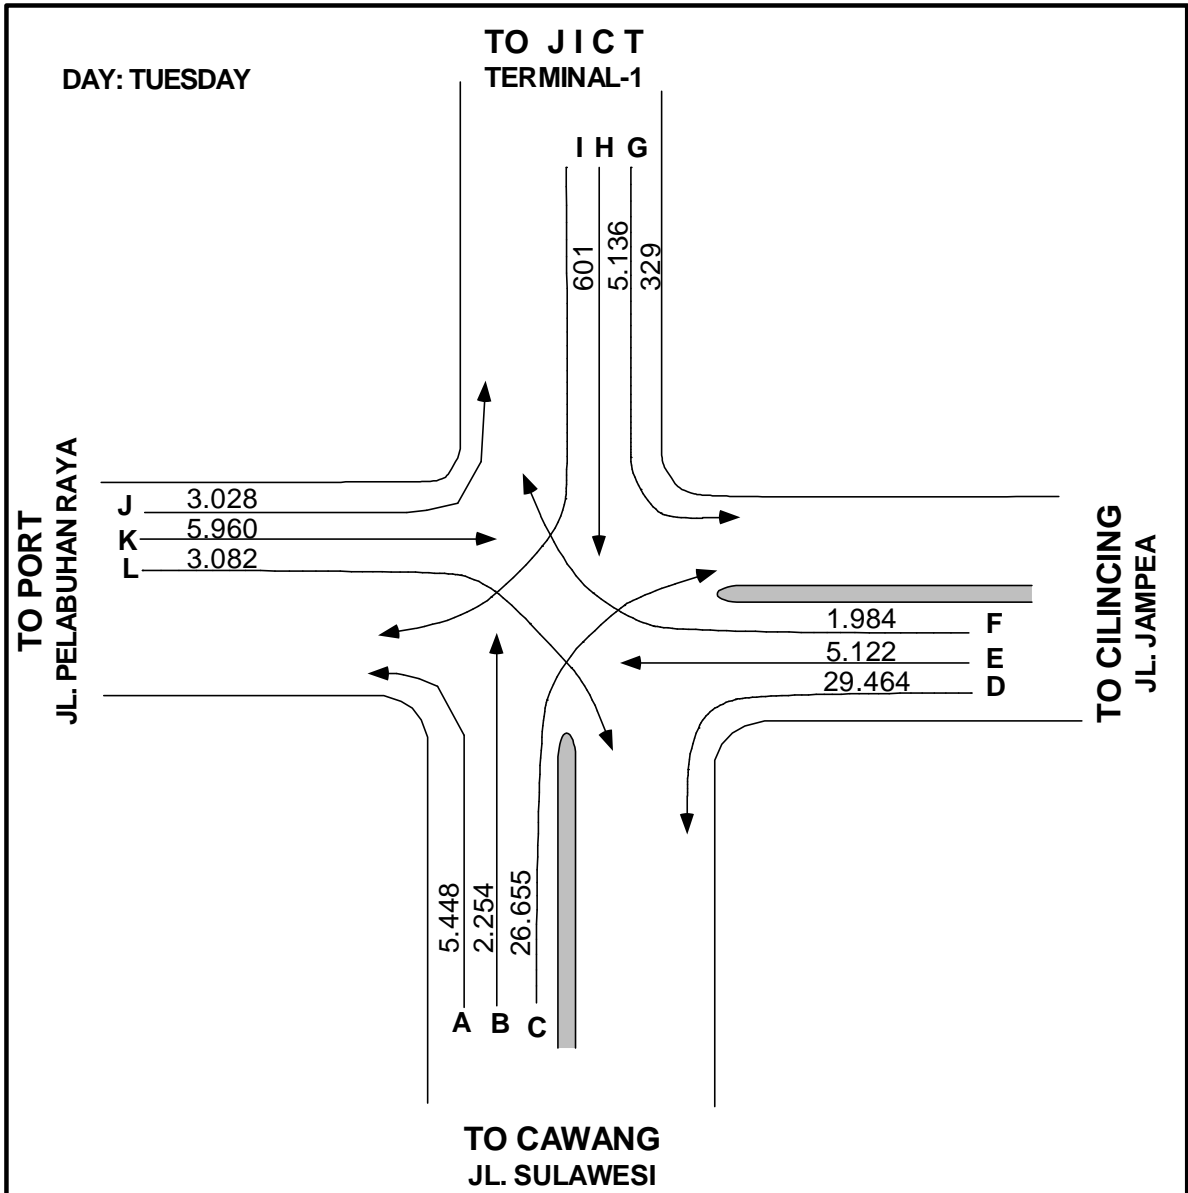 TO J I C T
TERMINAL-1
DAY: TUESDAY
I H G
601
5.136
329
TO PORT
JL. PELABUHAN RAYA
J 3.028
K 5.960
L 3.082
1.984 F
5.122 E
29.464 D
TO CILINCING
JL. JAMPEA
5.448
2.254
26.655
A B C
TO CAWANG
JL. SULAWESI